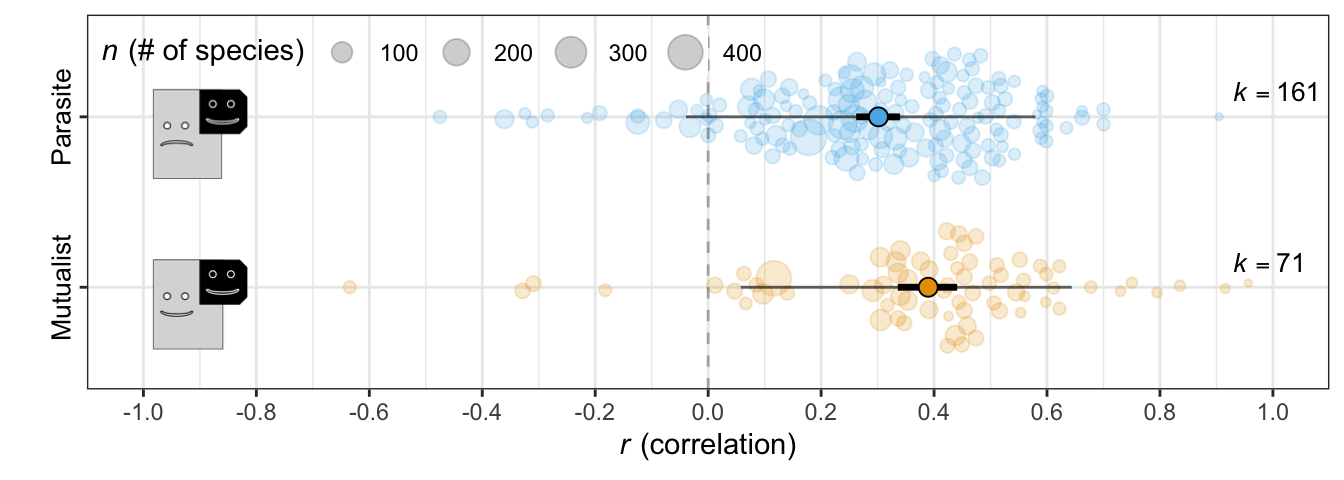 n (# of species) 100 200 300 400
Parasite
k = 161
Mutualist
k = 71
-1.0 -0.8 -0.6 -0.4 -0.2 0.0 0.2 0.4 0.6 0.8 1.0
r (correlation)